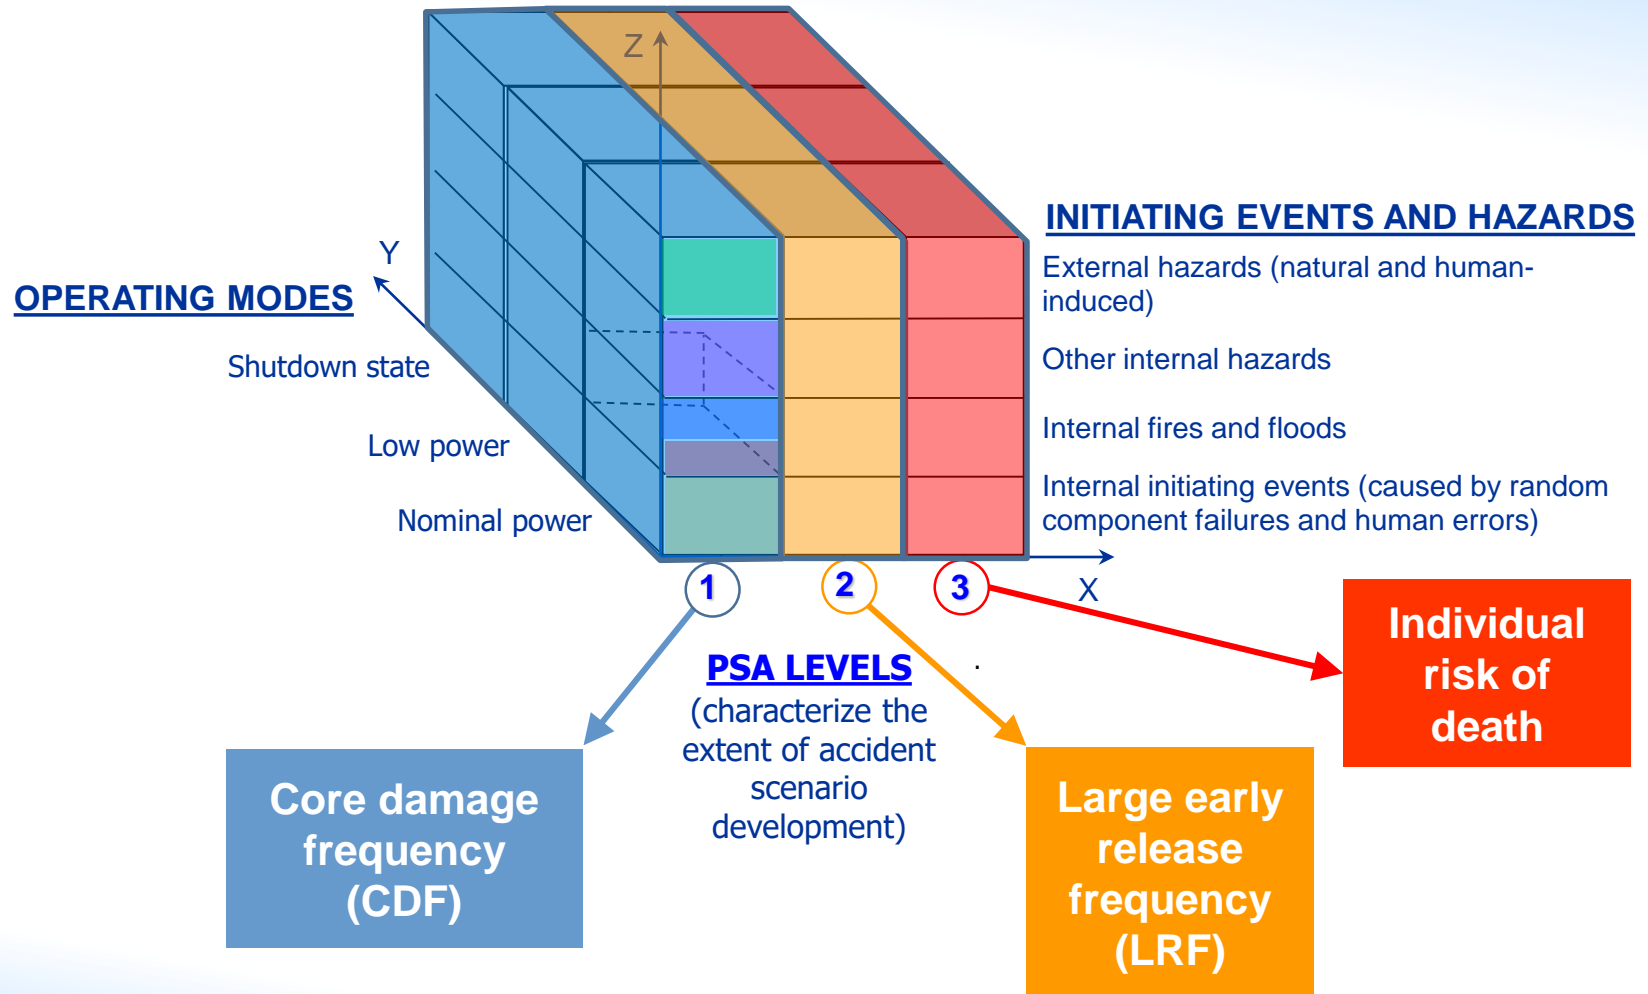 Z
Y
OPERATING MODES
Shutdown state
Low power
Nominal power
INITIATING EVENTS AND HAZARDS
External hazards (natural and human-
induced)
Other internal hazards
Internal fires and floods
Internal initiating events (caused by random
component failures and human errors)
X
1
2
3
PSA LEVELS
(characterize the
extent of accident
scenario
development)
.
Core damage
frequency
(CDF)
Large early
release
frequency
(LRF)
Individual
risk of
death